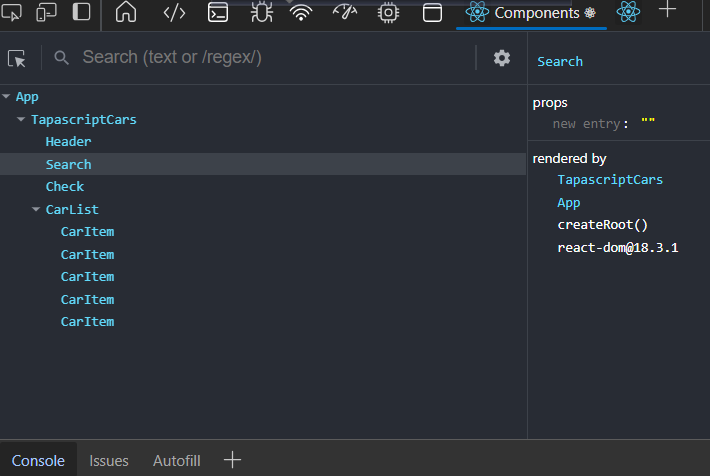 Components
Search (text or /regex/)
App
TapascriptCars
Header
Search
Check
CarList
CarItem
CarItem
CarItem
CarItem
CarItem
Search
props
new entry: ""
rendered by
TapascriptCars
App
createRoot()
react-dom@18.3.1
Console Issues Autofill